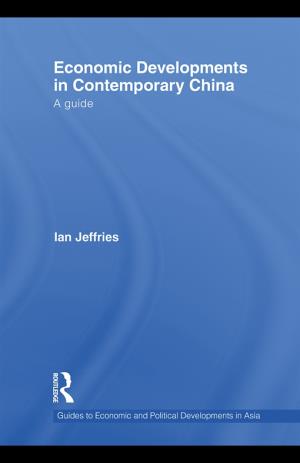 Economic Developments
in Contemporary China
A guide
Ian Jeffries
ROUTLEDGE
Guides to Economic and Political Developments in Asia